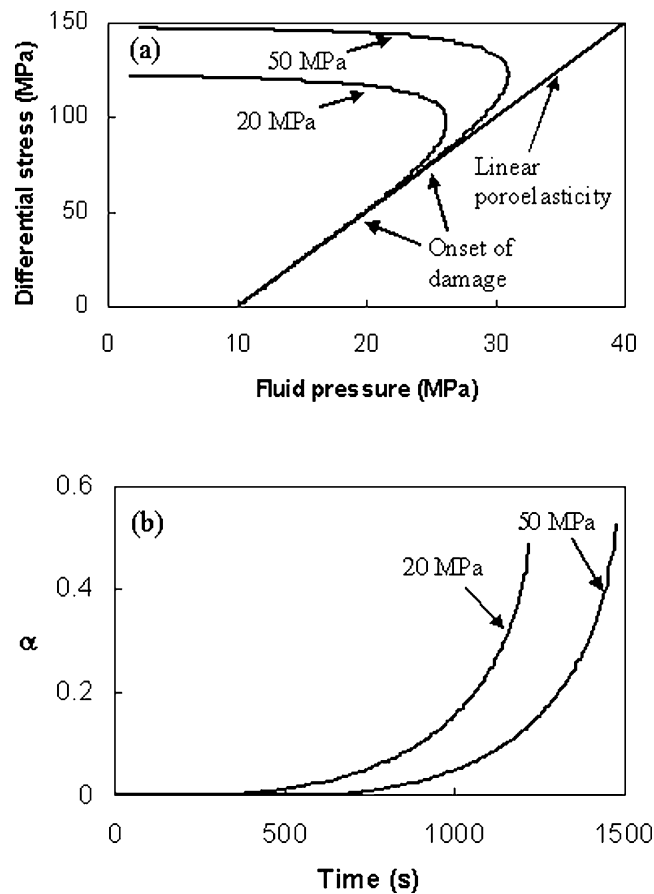 (a)
150
100
50
0
Differential stress (MPa)
50 MPa
20 MPa
Linear
poroelasticity
Onset of
damage
0 10 20 30 40
Fluid pressure (MPa)
(b)
0.6
0.4
0.2
0
α
50 MPa
20 MPa
0 500 1000 1500
Time (s)